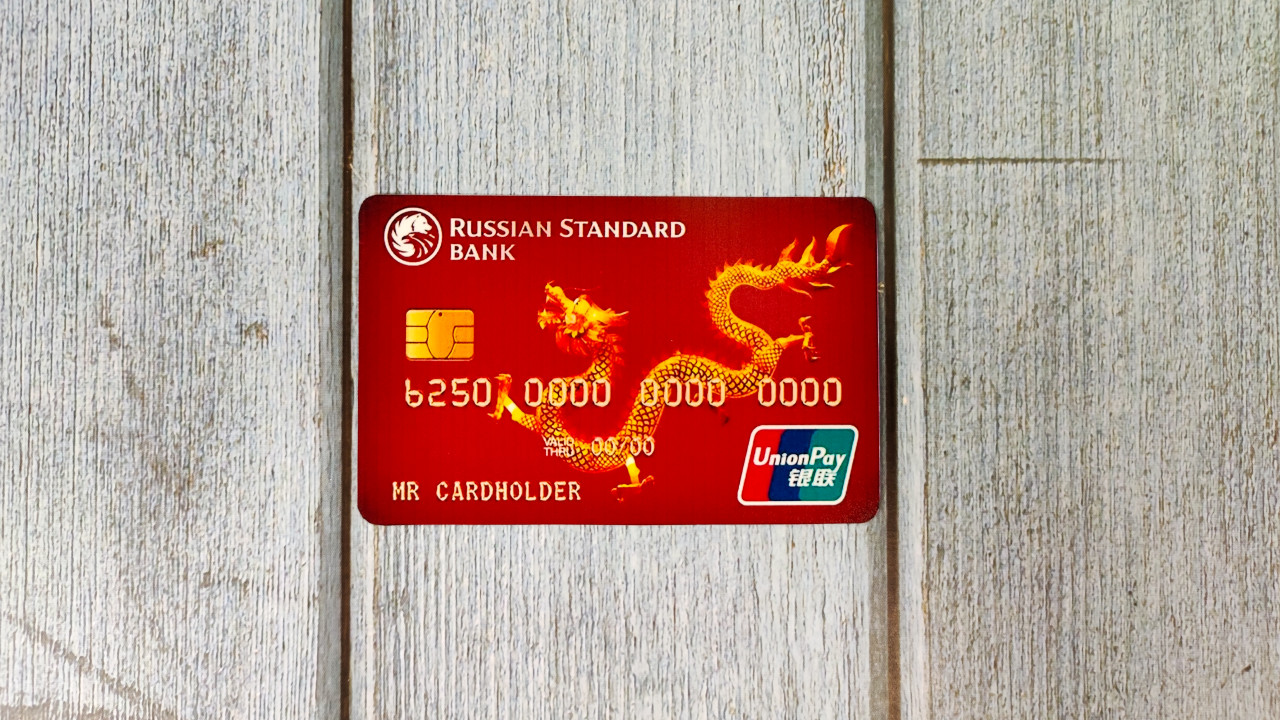 RUSSIAN STANDARD
BANK
6250 0000 0000 0000
VALID
THRU 00/00
MR CARDHOLDER
UnionPay
银联